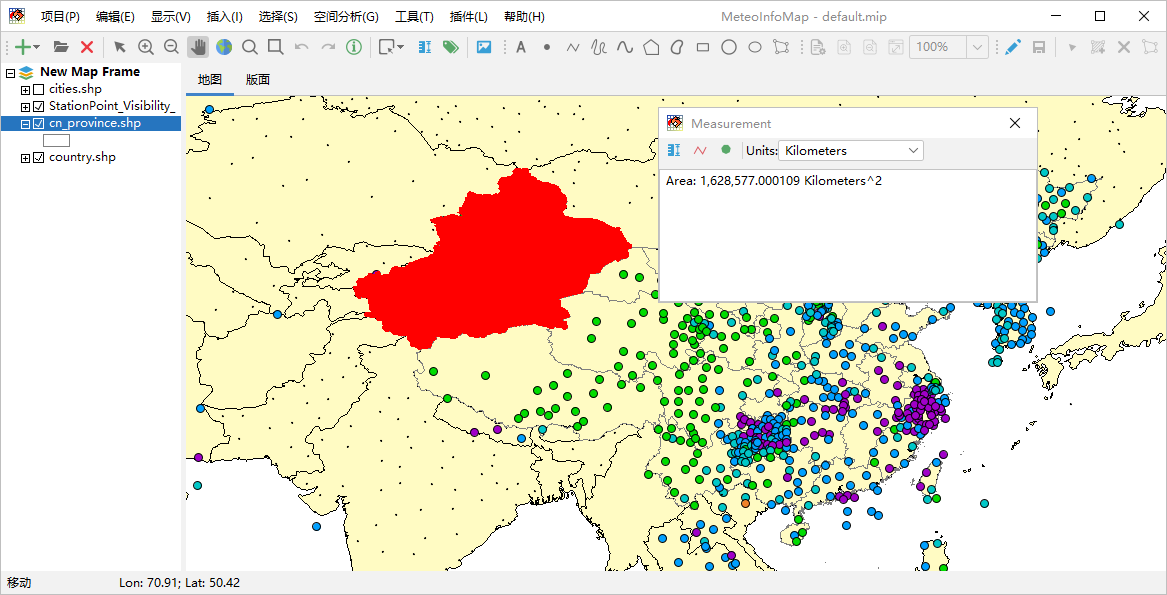 项目(P) 编辑(E) 显示(V) 插入(I) 选择(S) 空间分析(G) 工具(T) 插件(L) 帮助(H) MeteoInfoMap - default.mip
A 100%
New Map Frame
cities.shp
StationPoint_Visibility_
cn_province.shp
country.shp
地图 版面
Measurement
Units: Kilometers
Area: 1,628,577.000109 Kilometers^2
移动 Lon: 70.91; Lat: 50.42